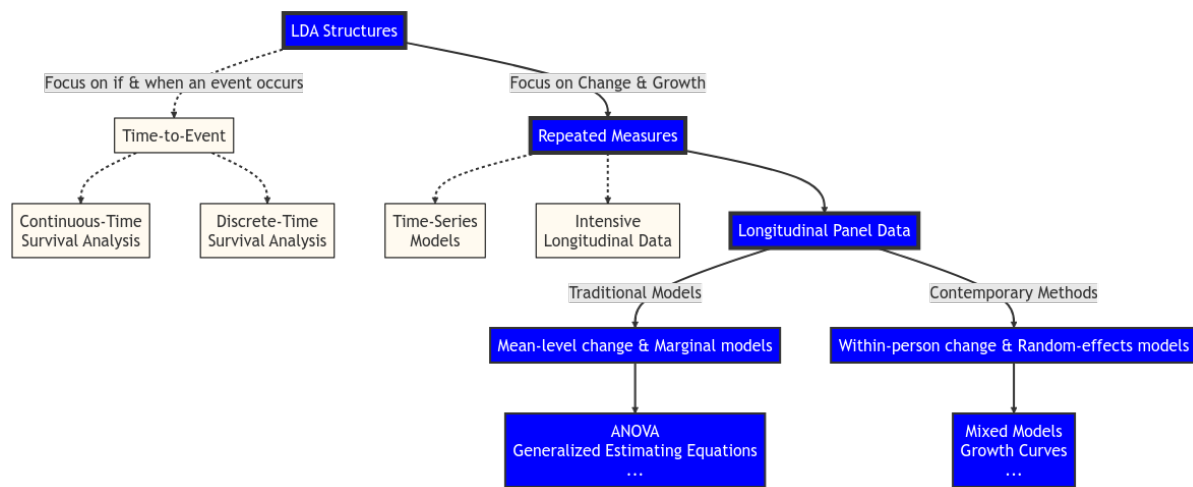 LDA Structures
Focus on if & when an event occurs
Focus on Change & Growth
Time-to-Event
Repeated Measures
Continuous-Time
Survival Analysis
Discrete-Time
Survival Analysis
Time-Series
Models
Intensive
Longitudinal Data
Longitudinal Panel Data
Traditional Models
Contemporary Methods
Mean-level change & Marginal models
Within-person change & Random-effects models
ANOVA
Generalized Estimating Equations
...
Mixed Models
Growth Curves
...